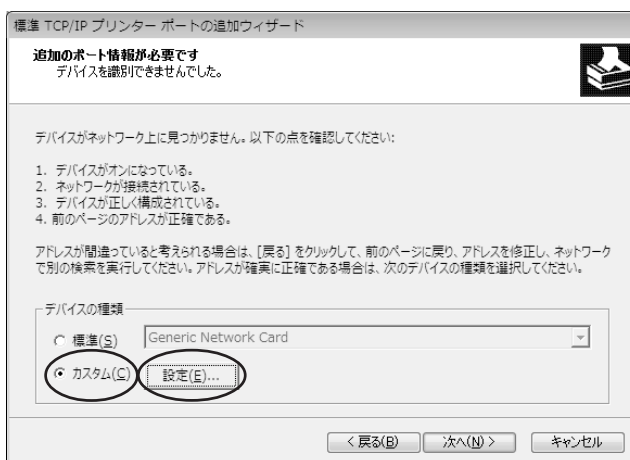 標準 TCP/IP プリンター ポートの追加ウィザード
追加のポート情報が必要です
デバイスを識別できませんでした。
デバイスがネットワーク上に見つかりません。以下の点を確認してください:
1. デバイスがオンになっている。
2. ネットワークが接続されている。
3. デバイスが正しく構成されている。
4. 前のページのアドレスが正確である。
アドレスが間違っていると考えられる場合は、[戻る] をクリックして、前のページに戻り、アドレスを修正し、ネットワーク
で別の検索を実行してください。アドレスが確実に正確である場合は、次のデバイスの種類を選択してください。
デバイスの種類
標準(S) Generic Network Card
カスタム(C) 設定(E)...
< 戻る(B) 次へ(N) > キャンセル